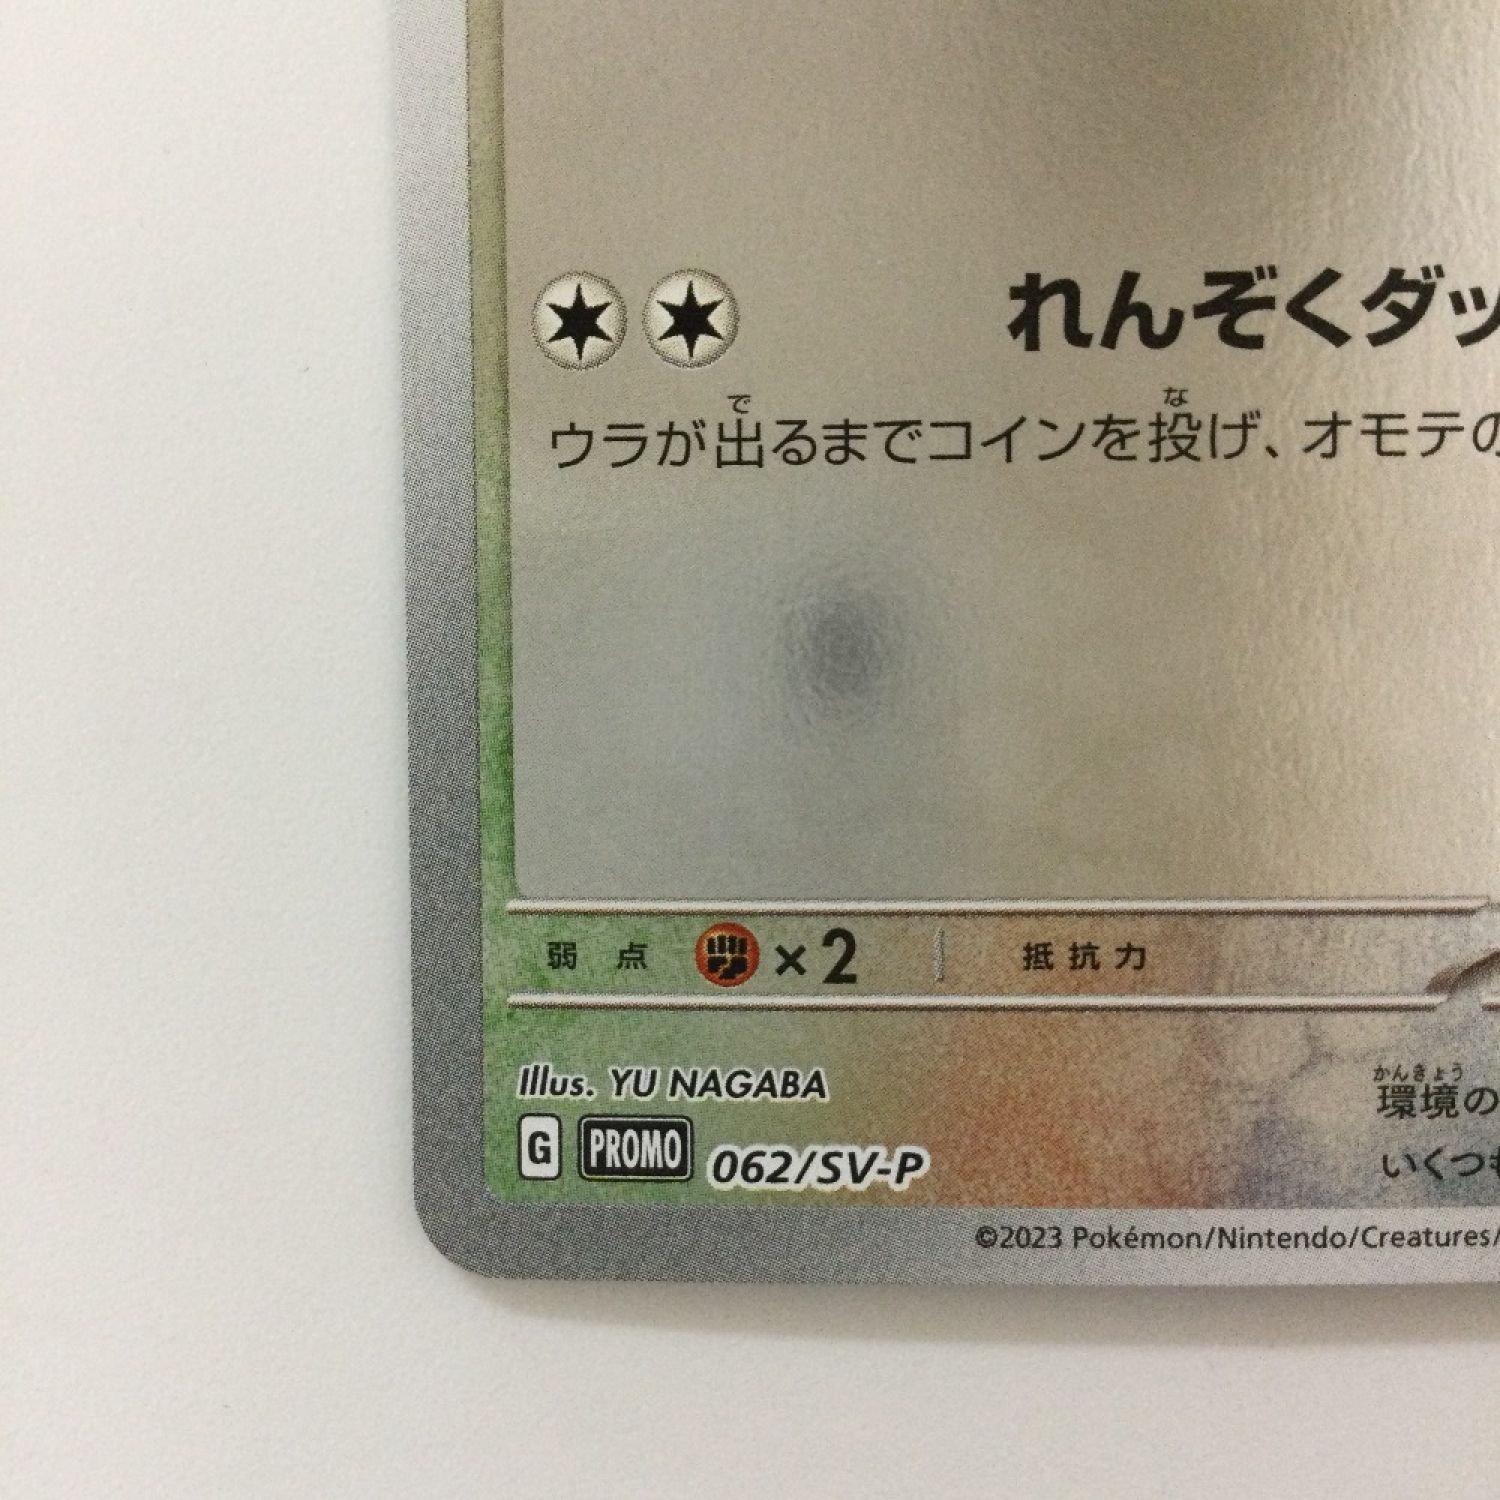 れんぞくダッ
で な
ウラが出るまでコインを投げ、オモテの
弱点 ×2 抵抗力
Illus. YU NAGABA
かんきょう
環境の
G PROMO 062/SV-P
いくつも
©2023 Pokémon/Nintendo/Creatures/